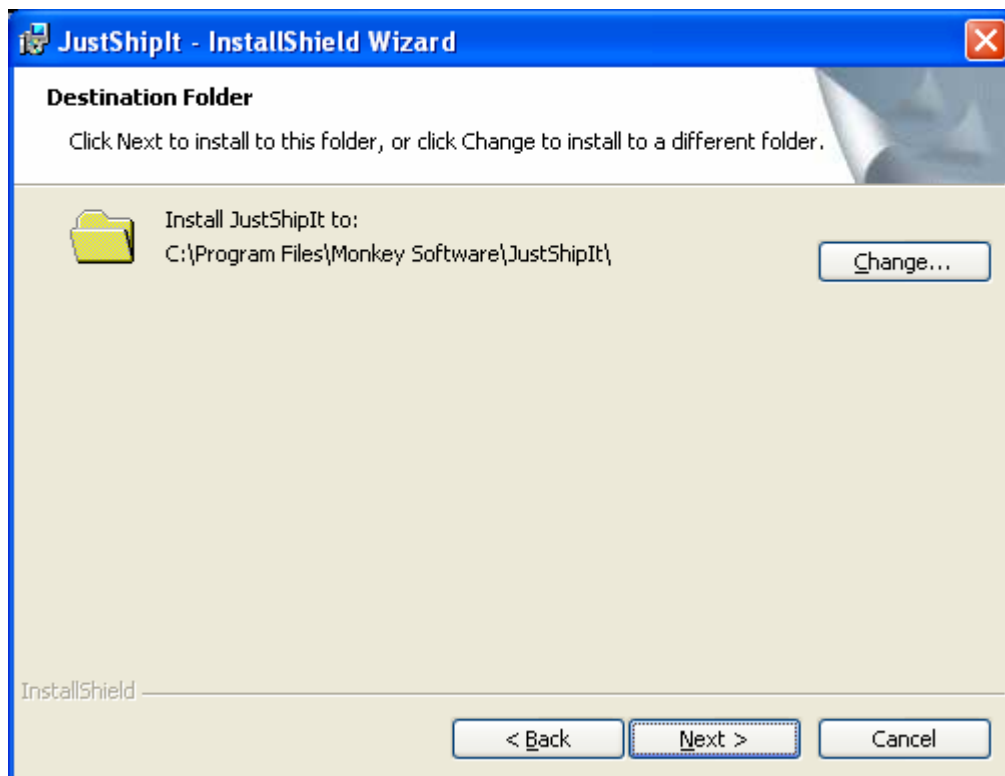 JustShipIt - InstallShield Wizard
Destination Folder
Click Next to install to this folder, or click Change to install to a different folder.
Install JustShipIt to:
C:\Program Files\Monkey Software\JustShipIt\
Change...
InstallShield
< Back
Next >
Cancel